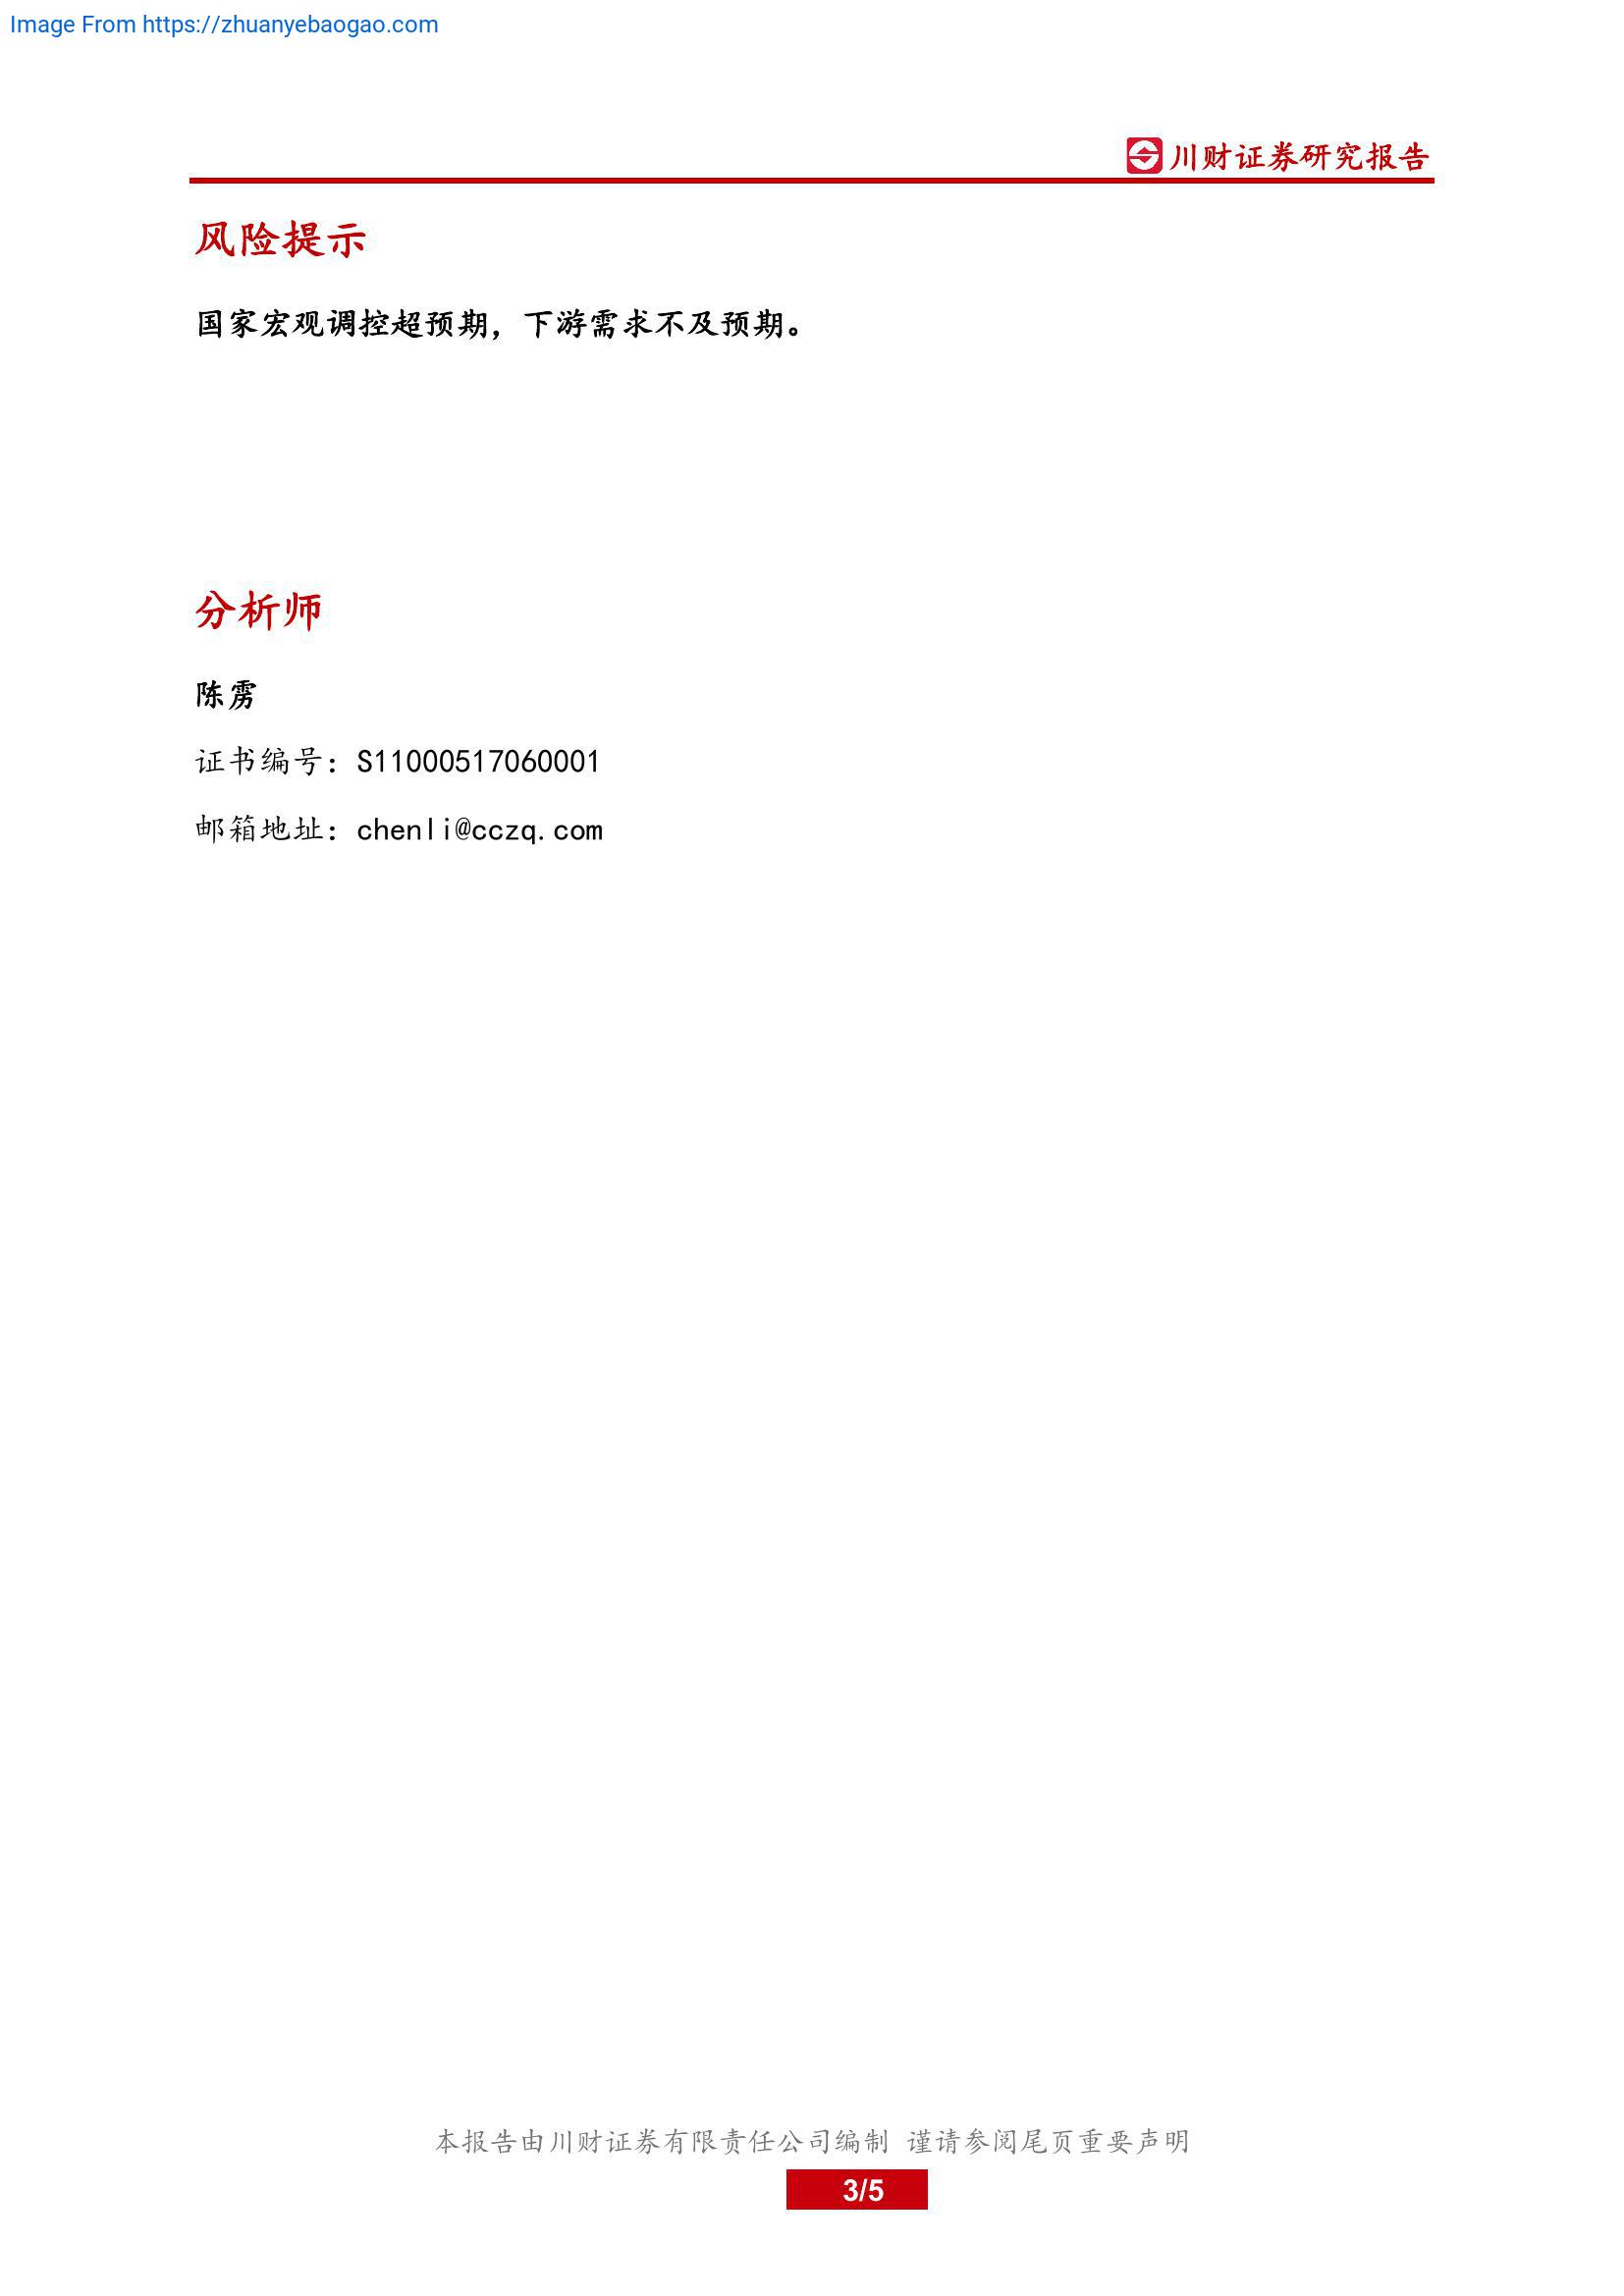 Image From https://zhuanyebaogao.com
川财证券研究报告
风险提示
国家宏观调控超预期，下游需求不及预期。
分析师
陈雳
证书编号：S11000517060001
邮箱地址：chenli@cczq.com
本报告由川财证券有限责任公司编制 谨请参阅尾页重要声明
3/5